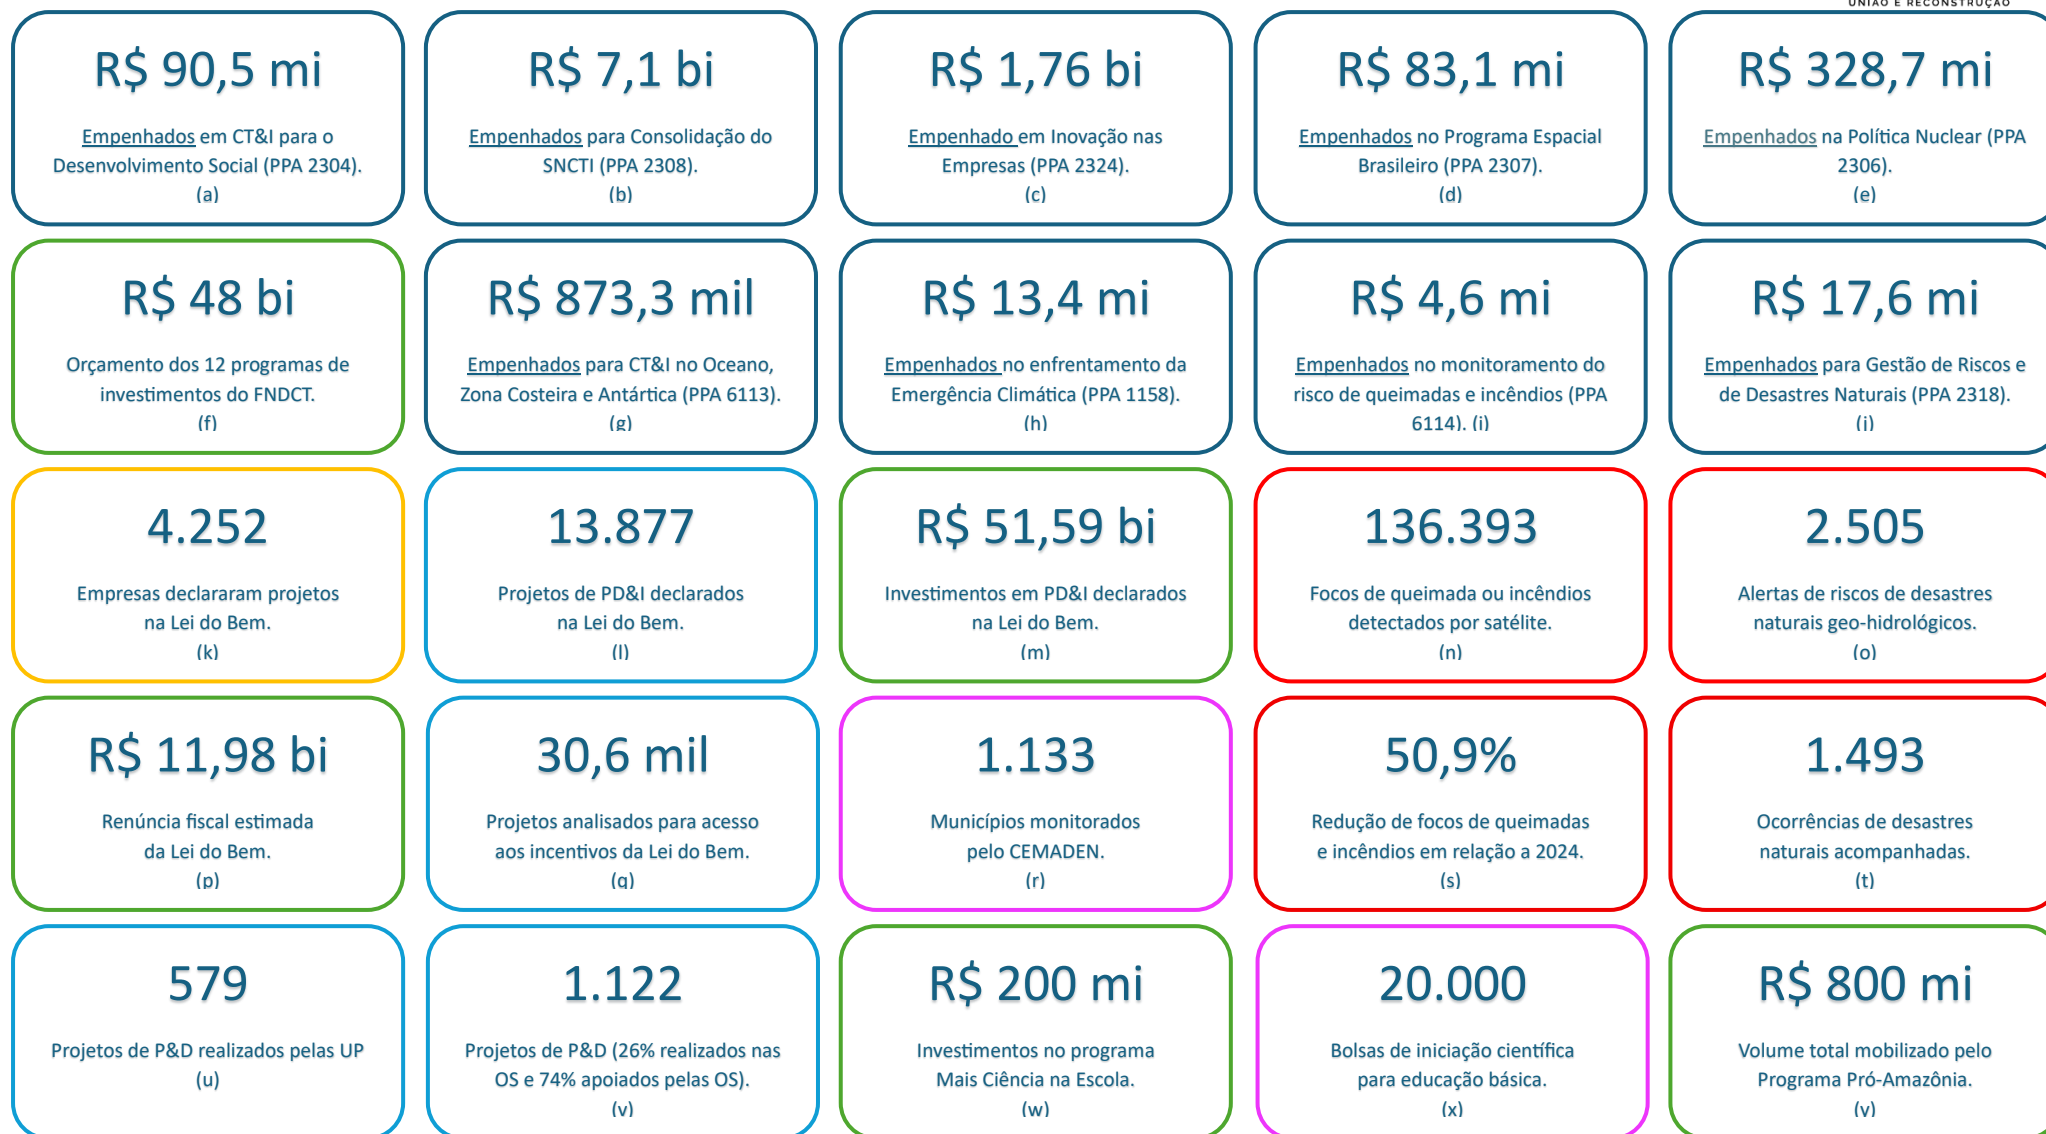 UNIÃO E RECONSTRUÇÃO
R$ 90,5 mi
Empenhados em CT&I para o
Desenvolvimento Social (PPA 2304).
(a)
R$ 7,1 bi
Empenhados para Consolidação do
SNCTI (PPA 2308).
(b)
R$ 1,76 bi
Empenhado em Inovação nas
Empresas (PPA 2324).
(c)
R$ 83,1 mi
Empenhados no Programa Espacial
Brasileiro (PPA 2307).
(d)
R$ 328,7 mi
Empenhados na Política Nuclear (PPA
2306).
(e)
R$ 48 bi
Orçamento dos 12 programas de
investimentos do FNDCT.
(f)
R$ 873,3 mil
Empenhados para CT&I no Oceano,
Zona Costeira e Antártica (PPA 6113).
(g)
R$ 13,4 mi
Empenhados no enfrentamento da
Emergência Climática (PPA 1158).
(h)
R$ 4,6 mi
Empenhados no monitoramento do
risco de queimadas e incêndios (PPA
6114). (i)
R$ 17,6 mi
Empenhados para Gestão de Riscos e
de Desastres Naturais (PPA 2318).
(j)
4.252
Empresas declararam projetos
na Lei do Bem.
(k)
13.877
Projetos de PD&I declarados
na Lei do Bem.
(l)
R$ 51,59 bi
Investimentos em PD&I declarados
na Lei do Bem.
(m)
136.393
Focos de queimada ou incêndios
detectados por satélite.
(n)
2.505
Alertas de riscos de desastres
naturais geo-hidrológicos.
(o)
R$ 11,98 bi
Renúncia fiscal estimada
da Lei do Bem.
(p)
30,6 mil
Projetos analisados para acesso
aos incentivos da Lei do Bem.
(q)
1.133
Municípios monitorados
pelo CEMADEN.
(r)
50,9%
Redução de focos de queimadas
e incêndios em relação a 2024.
(s)
1.493
Ocorrências de desastres
naturais acompanhadas.
(t)
579
Projetos de P&D realizados pelas UP
(u)
1.122
Projetos de P&D (26% realizados nas
OS e 74% apoiados pelas OS).
(v)
R$ 200 mi
Investimentos no programa
Mais Ciência na Escola.
(w)
20.000
Bolsas de iniciação científica
para educação básica.
(x)
R$ 800 mi
Volume total mobilizado pelo
Programa Pró-Amazônia.
(y)